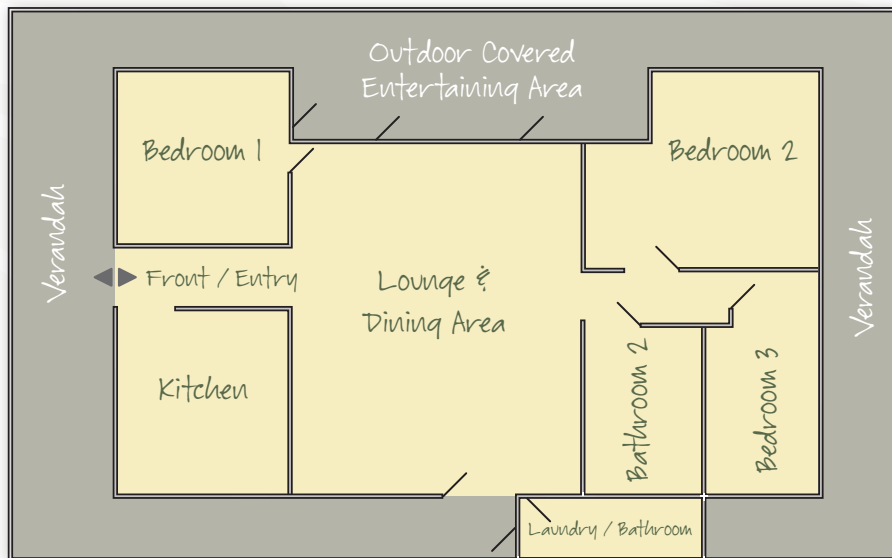 Outdoor Covered
Entertaining Area
Bedroom 1
Bedroom 2
Verandah
Verandah
Front / Entry
Lounge &
Dining Area
Kitchen
Bathroom 2
Bedroom 3
Laundry / Bathroom